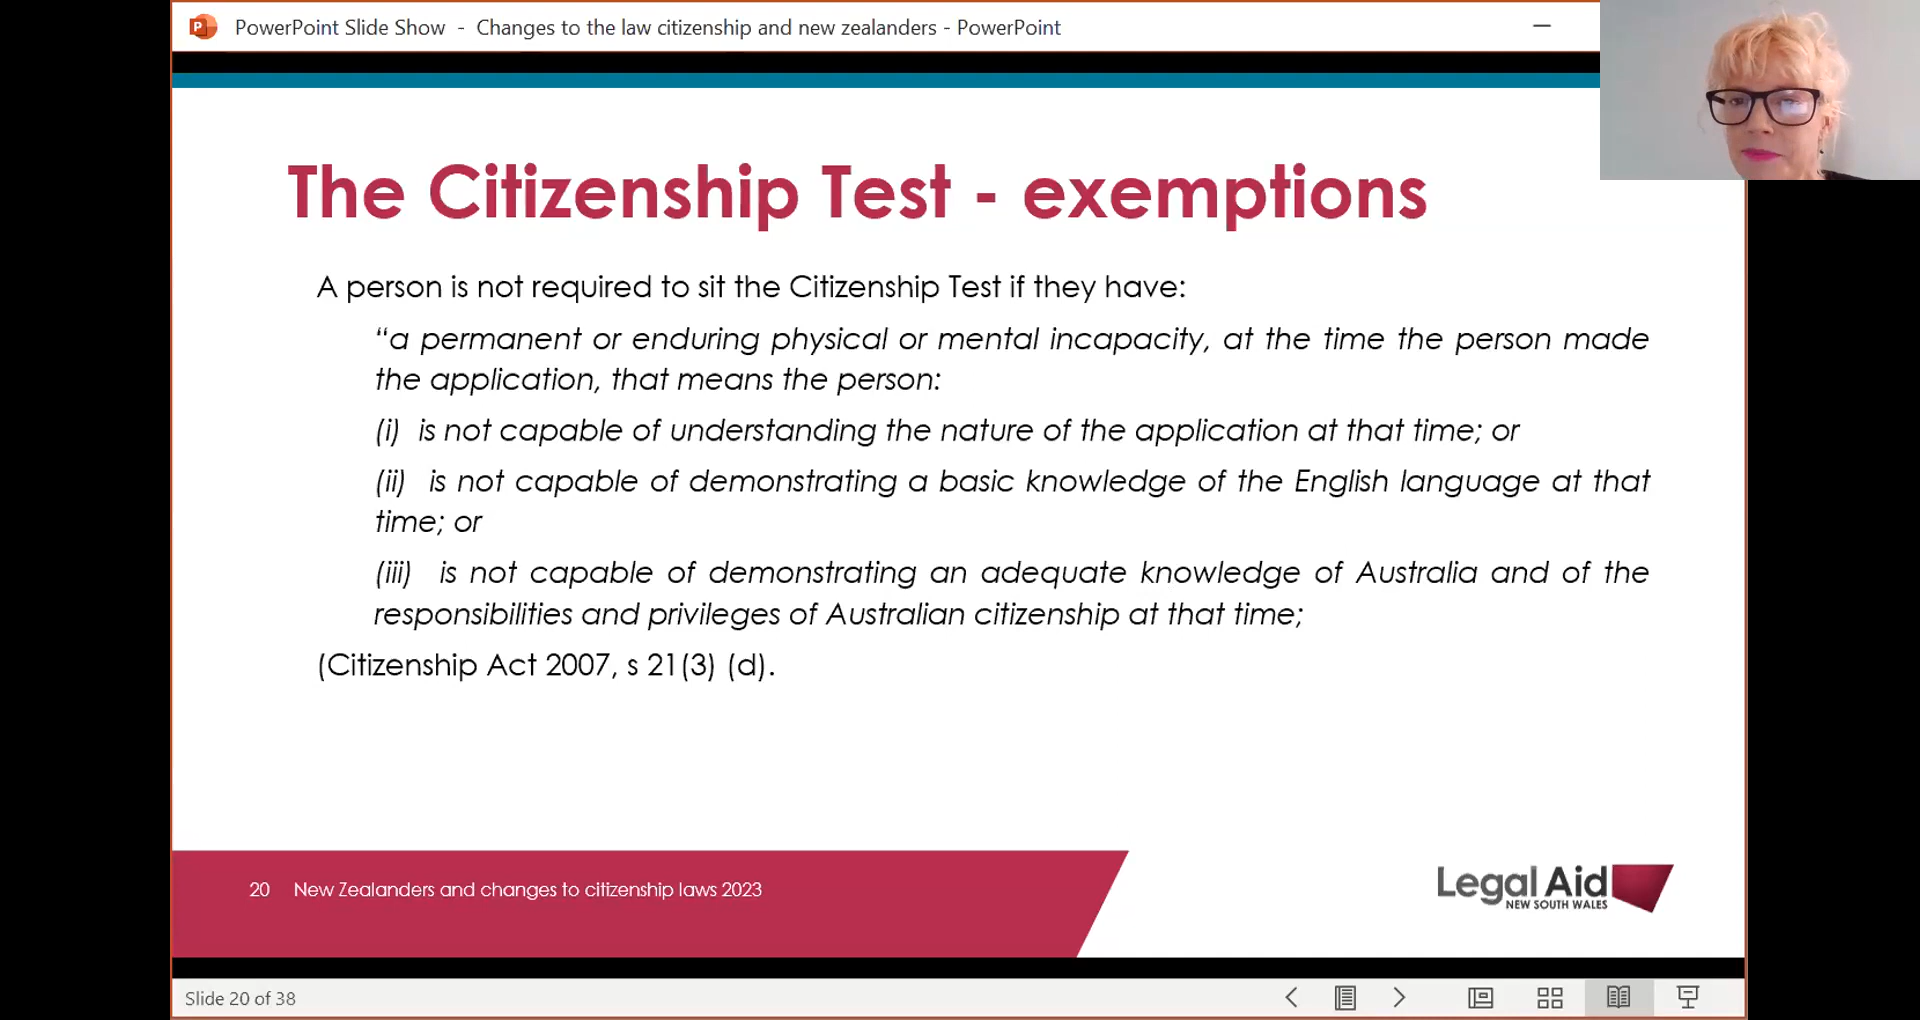 PowerPoint Slide Show - Changes to the law citizenship and new zealanders - PowerPoint
The Citizenship Test - exemptions
A person is not required to sit the Citizenship Test if they have:
“a permanent or enduring physical or mental incapacity, at the time the person made
the application, that means the person:
(i) is not capable of understanding the nature of the application at that time; or
(ii) is not capable of demonstrating a basic knowledge of the English language at that
time; or
(iii) is not capable of demonstrating an adequate knowledge of Australia and of the
responsibilities and privileges of Australian citizenship at that time;
(Citizenship Act 2007, s 21(3) (d).
20 New Zealanders and changes to citizenship laws 2023
Legal Aid
NEW SOUTH WALES
Slide 20 of 38